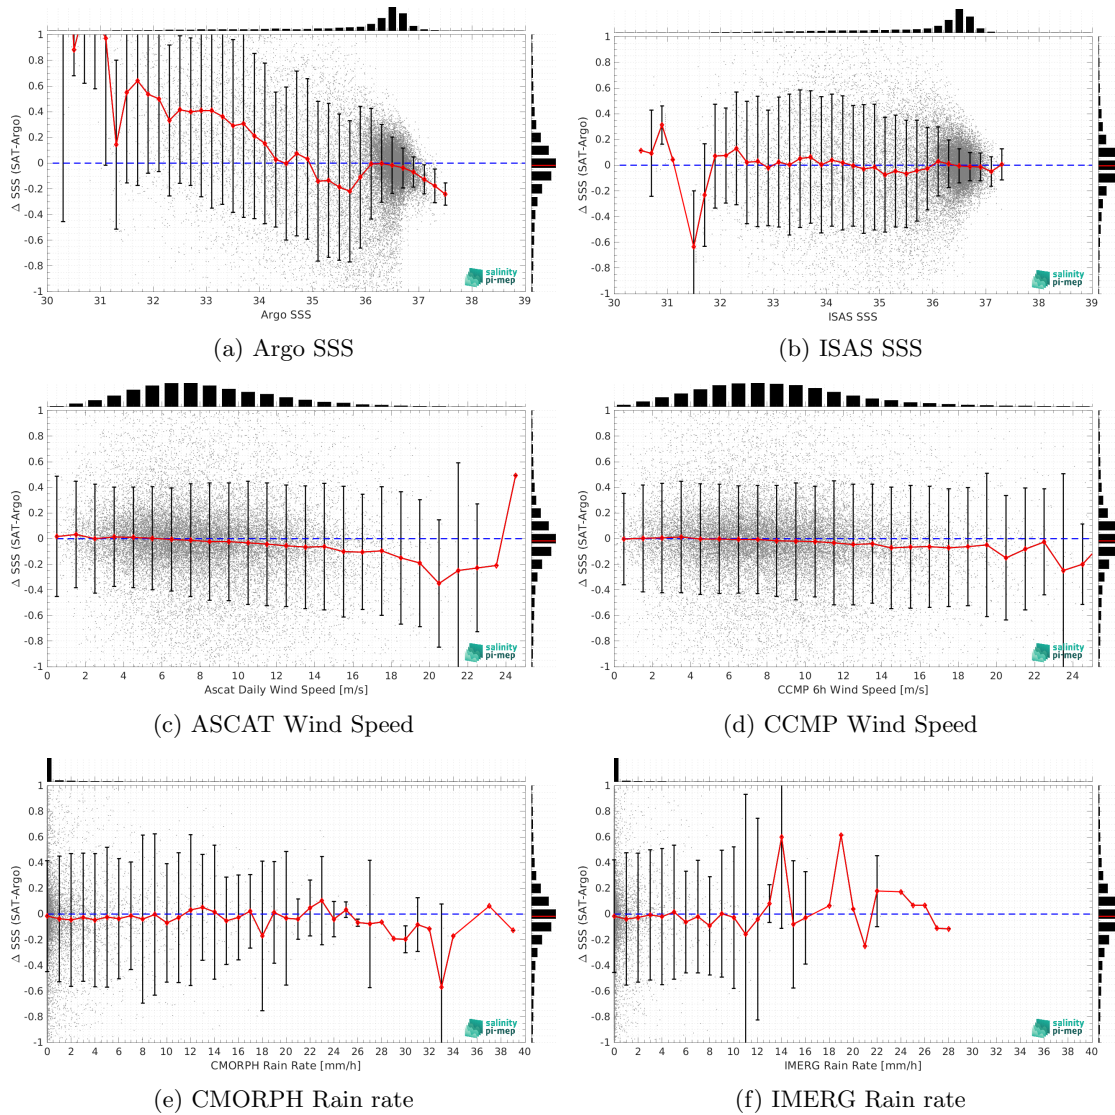 1
0.8
0.6
0.4
0.2
0
-0.2
-0.4
-0.6
-0.8
-1
Δ SSS (SAT-Argo)
30 31 32 33 34 35 36 37 38 39
Argo SSS
salinity
pi-mep
(a) Argo SSS
1
0.8
0.6
0.4
0.2
0
-0.2
-0.4
-0.6
-0.8
-1
Δ SSS (SAT-Argo)
30 31 32 33 34 35 36 37 38 39
ISAS SSS
salinity
pi-mep
(b) ISAS SSS
1
0.8
0.6
0.4
0.2
0
-0.2
-0.4
-0.6
-0.8
-1
Δ SSS (SAT-Argo)
0 2 4 6 8 10 12 14 16 18 20 22 24
Ascat Daily Wind Speed [m/s]
salinity
pi-mep
(c) ASCAT Wind Speed
1
0.8
0.6
0.4
0.2
0
-0.2
-0.4
-0.6
-0.8
-1
Δ SSS (SAT-Argo)
0 2 4 6 8 10 12 14 16 18 20 22 24
CCMP 6h Wind Speed [m/s]
salinity
pi-mep
(d) CCMP Wind Speed
1
0.8
0.6
0.4
0.2
0
-0.2
-0.4
-0.6
-0.8
-1
Δ SSS (SAT-Argo)
0 2 4 6 8 10 12 14 16 18 20 22 24 26 28 30 32 34 36 38 40
CMORPH Rain Rate [mm/h]
salinity
pi-mep
(e) CMORPH Rain rate
1
0.8
0.6
0.4
0.2
0
-0.2
-0.4
-0.6
-0.8
-1
Δ SSS (SAT-Argo)
0 2 4 6 8 10 12 14 16 18 20 22 24 26 28 30 32 34 36 38 40
IMERG Rain Rate [mm/h]
salinity
pi-mep
(f) IMERG Rain rate